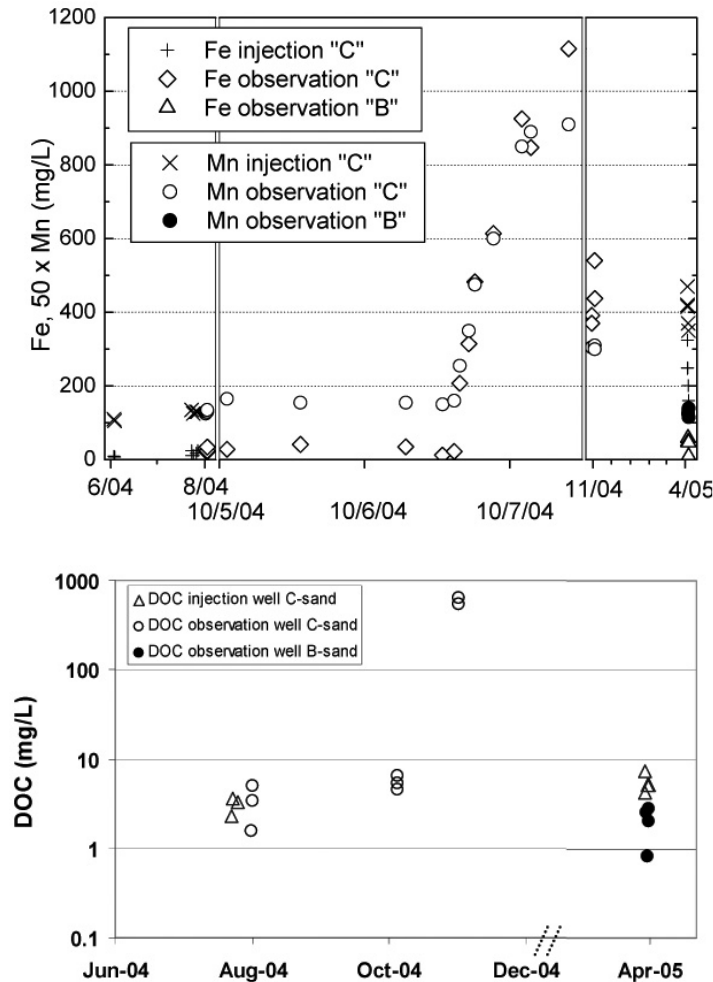 1200
1000
800
600
400
200
0
Fe, 50 x Mn (mg/L)
Fe injection "C"
Fe observation "C"
Fe observation "B"
Mn injection "C"
Mn observation "C"
Mn observation "B"
6/04 8/04 11/04 4/05
10/5/04 10/6/04 10/7/04
1000
100
10
1
0.1
DOC (mg/L)
DOC injection well C-sand
DOC observation well C-sand
DOC observation well B-sand
Jun-04 Aug-04 Oct-04 Dec-04 Apr-05